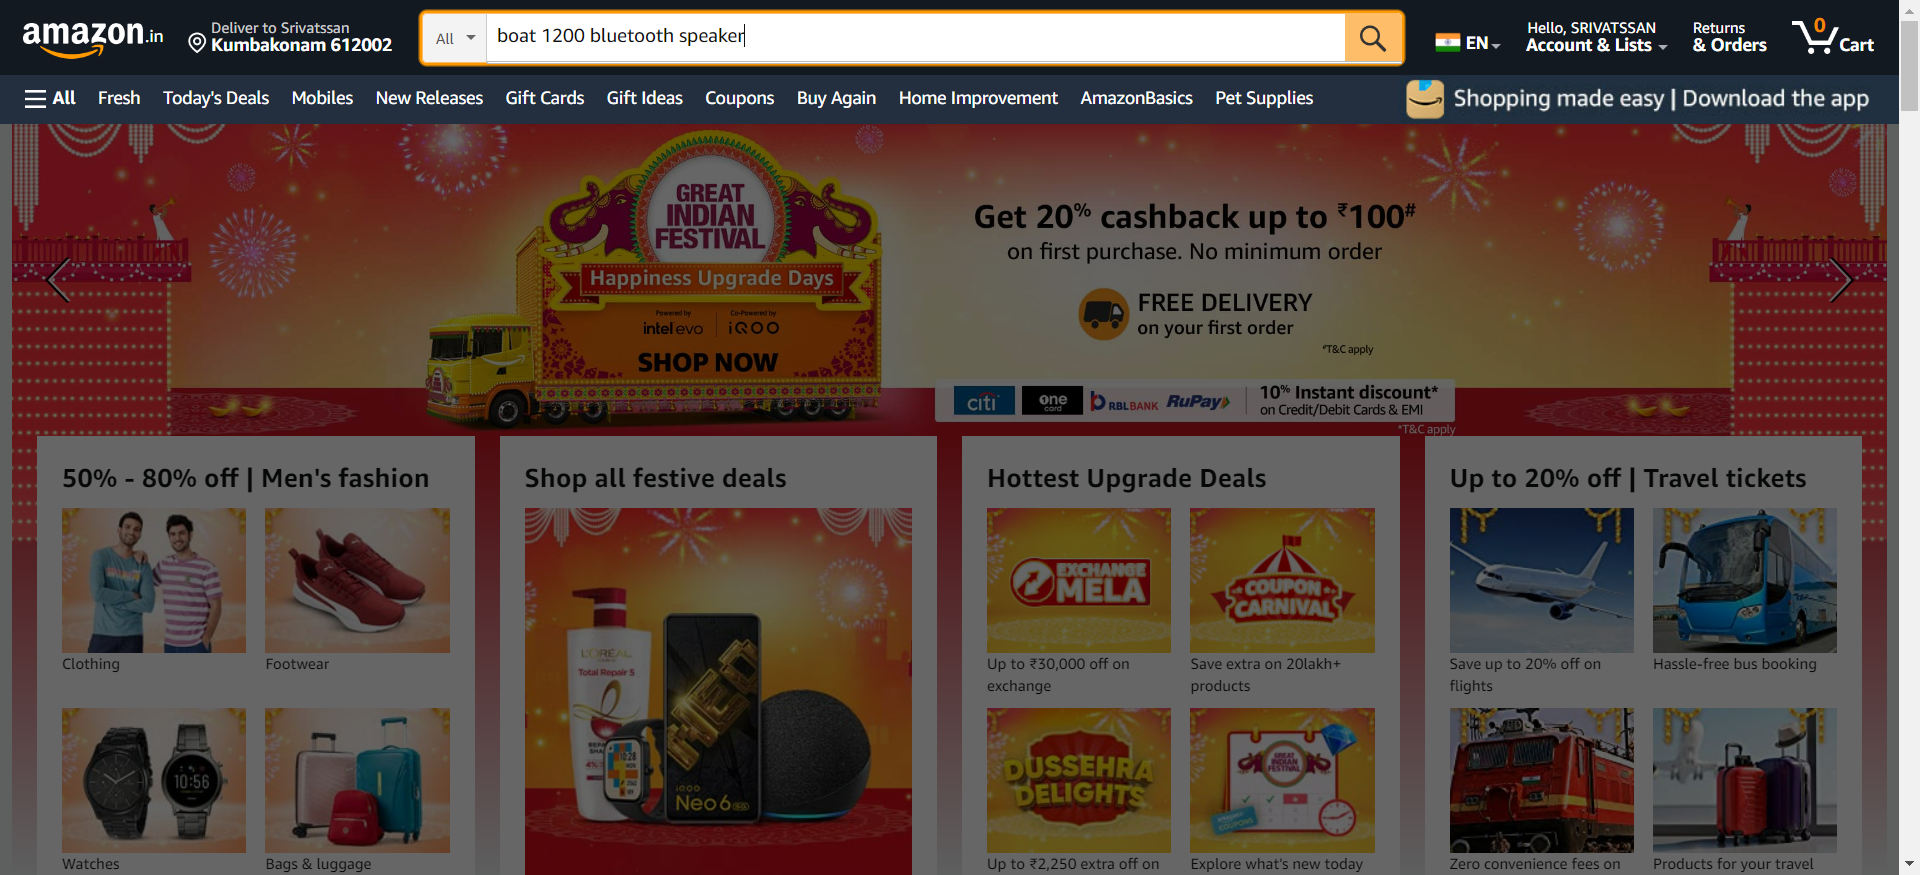 amazon.in
Deliver to Srivatssan
Kumbakonam 612002
All
boat 1200 bluetooth speaker
EN
Hello, SRIVATSSAN
Account & Lists
Returns
& Orders
0
Cart
All
Fresh
Today's Deals
Mobiles
New Releases
Gift Cards
Gift Ideas
Coupons
Buy Again
Home Improvement
AmazonBasics
Pet Supplies
Shopping made easy | Download the app
GREAT
INDIAN
FESTIVAL
Happiness Upgrade Days
Powered by
intel evo
Co-Powered by
iQOO
SHOP NOW
Get 20% cashback up to ₹100#
on first purchase. No minimum order
FREE DELIVERY
on your first order
*T&C apply
citi
one
card
RBLBANK
RuPay
10% Instant discount*
on Credit/Debit Cards & EMI
*T&C apply
50% - 80% off | Men's fashion
Clothing
Footwear
10:56
Watches
Bags & luggage
Shop all festive deals
L'OREAL
Total Repair 5
10:28
iQOO
Neo 6
Hottest Upgrade Deals
EXCHANGE
MELA
Up to ₹30,000 off on
exchange
COUPON
CARNIVAL
Save extra on 20lakh+
products
DUSSEHRA
DELIGHTS
Up to ₹2,250 extra off on
GREAT
INDIAN
FESTIVAL
COUPONS
Explore what's new today
Up to 20% off | Travel tickets
Save up to 20% off on
flights
Hassle-free bus booking
Zero convenience fees on
Products for your travel